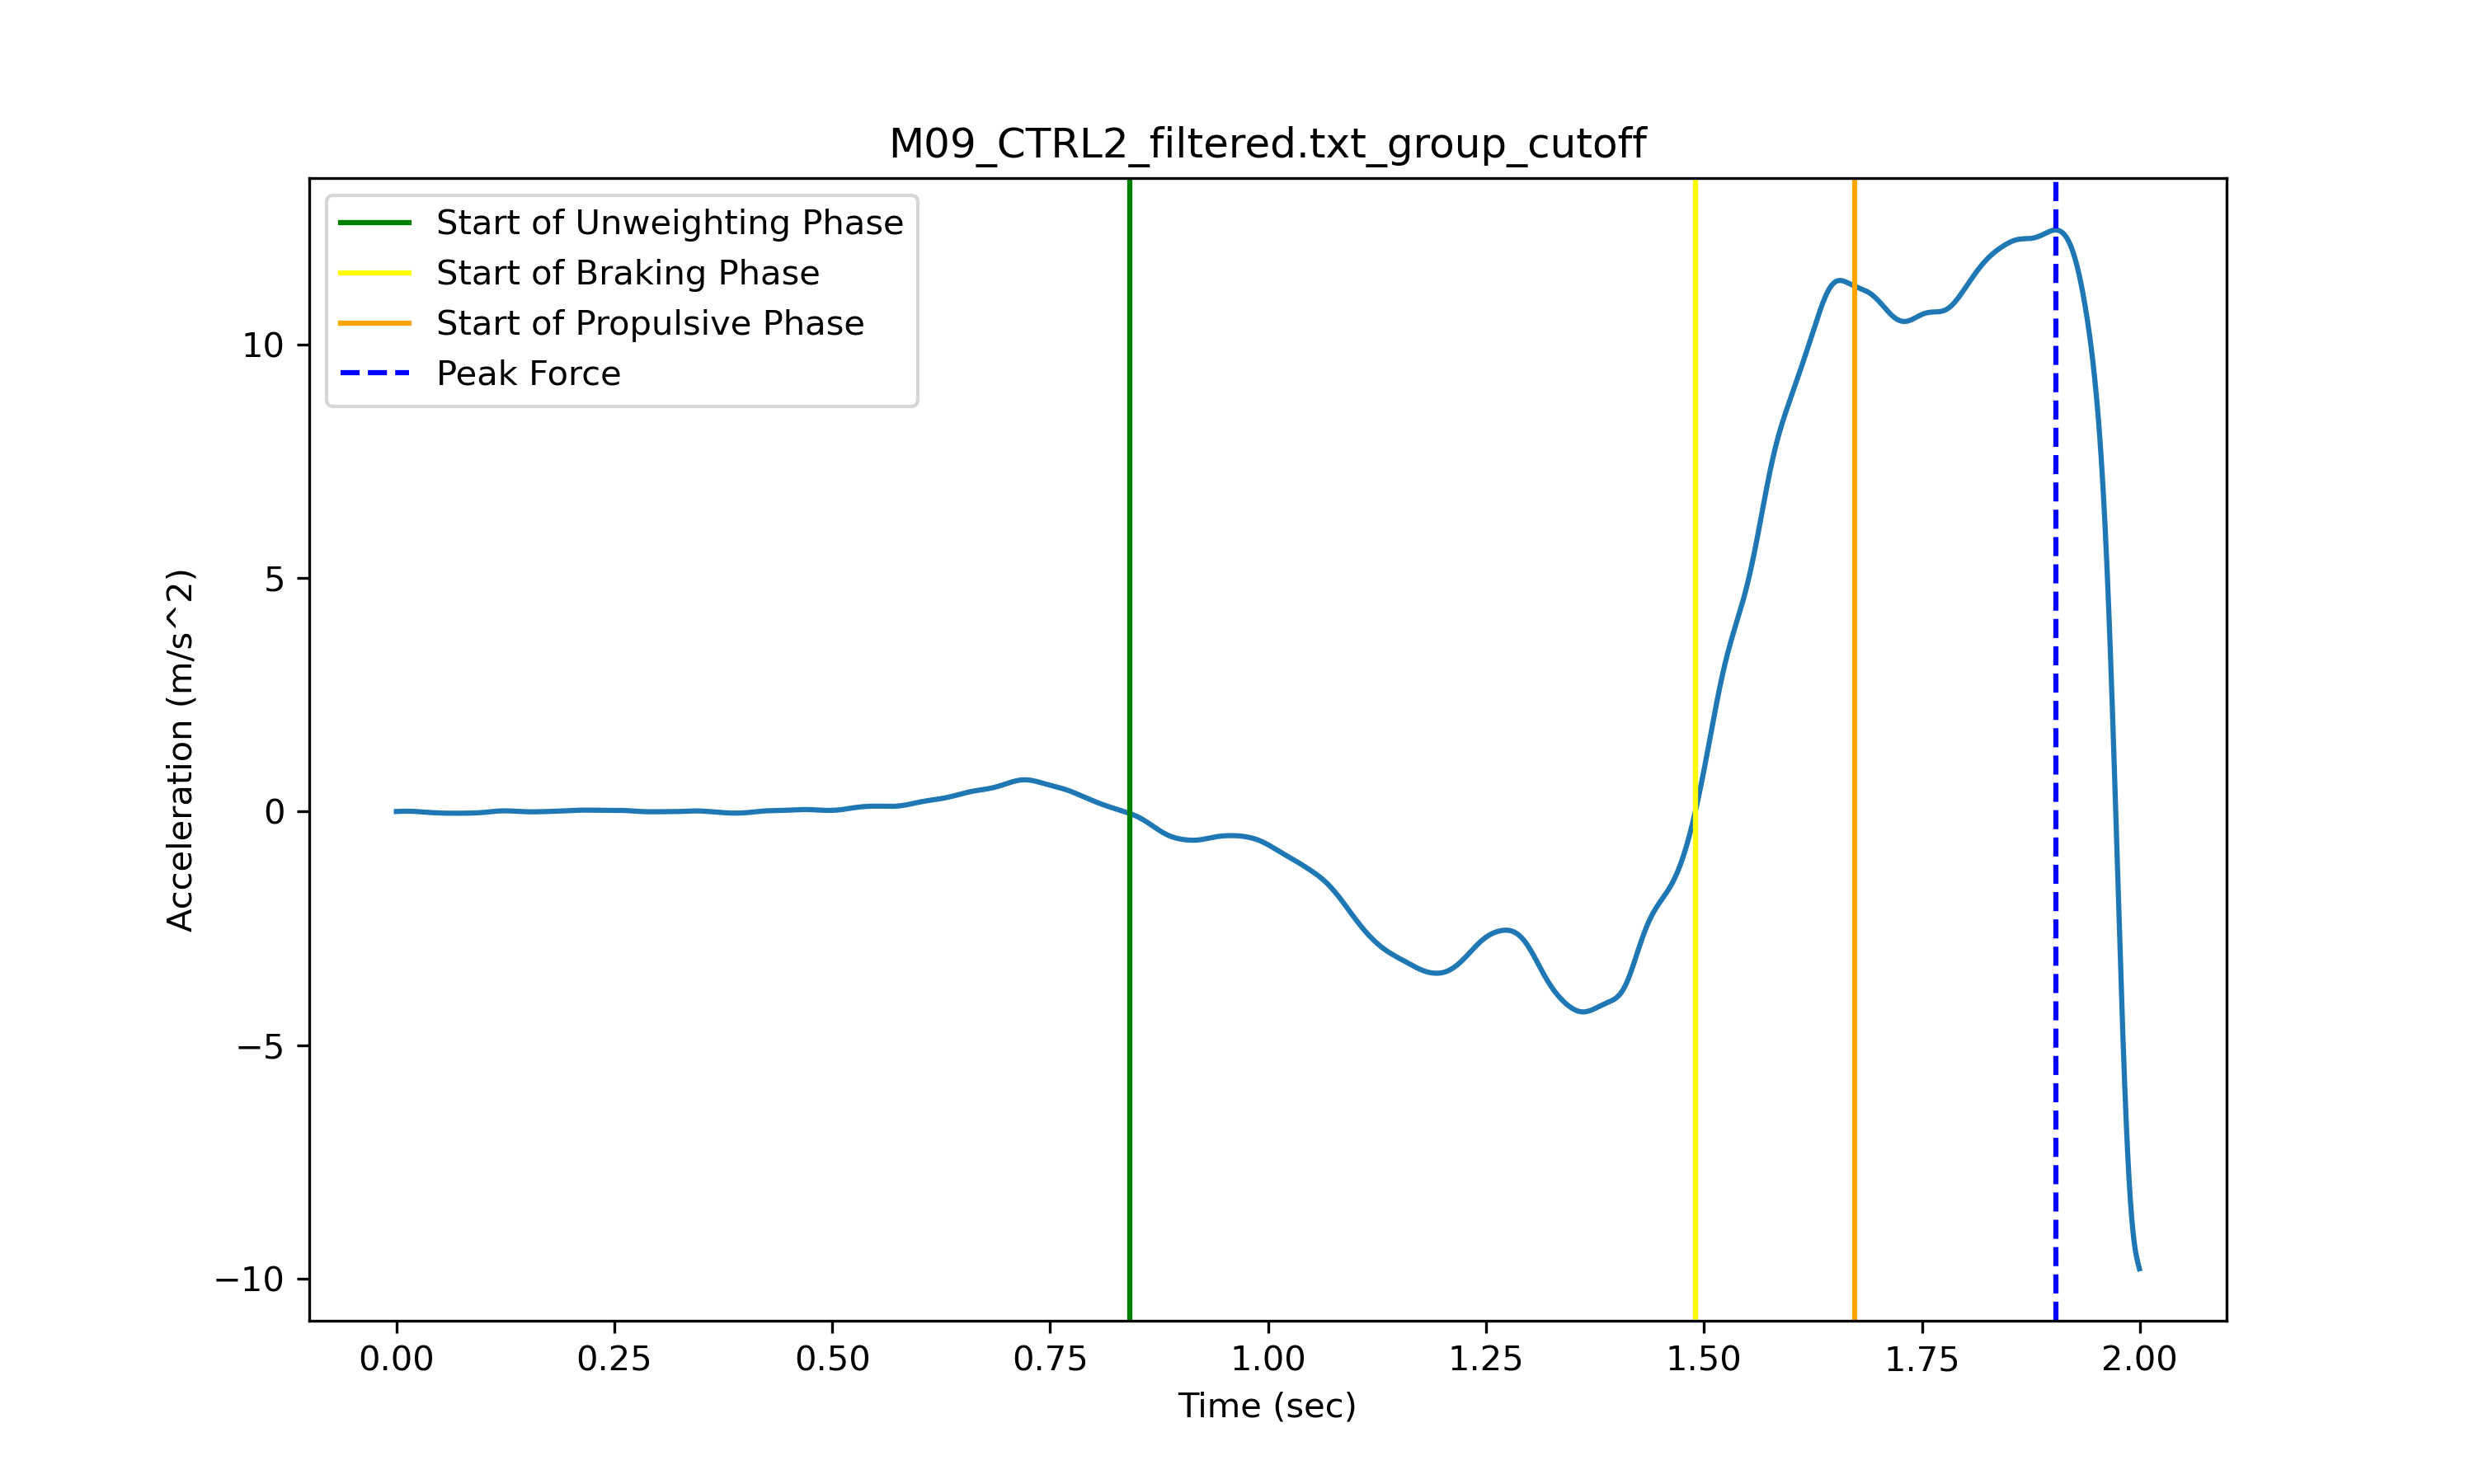 M09_CTRL2_filtered.txt_group_cutoff
Start of Unweighting Phase
Start of Braking Phase
Start of Propulsive Phase
Peak Force
10
5
0
−5
−10
Acceleration (m/s^2)
0.00 0.25 0.50 0.75 1.00 1.25 1.50 1.75 2.00
Time (sec)